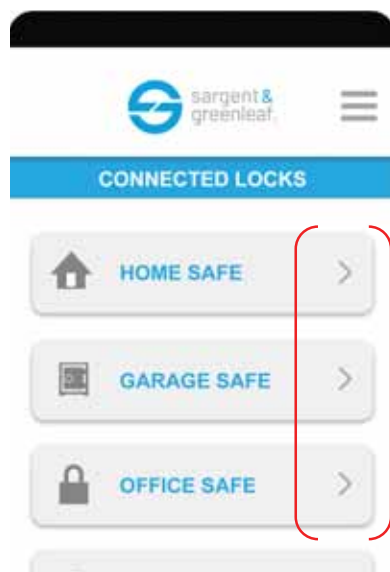 sargent&
greenleaf.
CONNECTED LOCKS
HOME SAFE
GARAGE SAFE
OFFICE SAFE